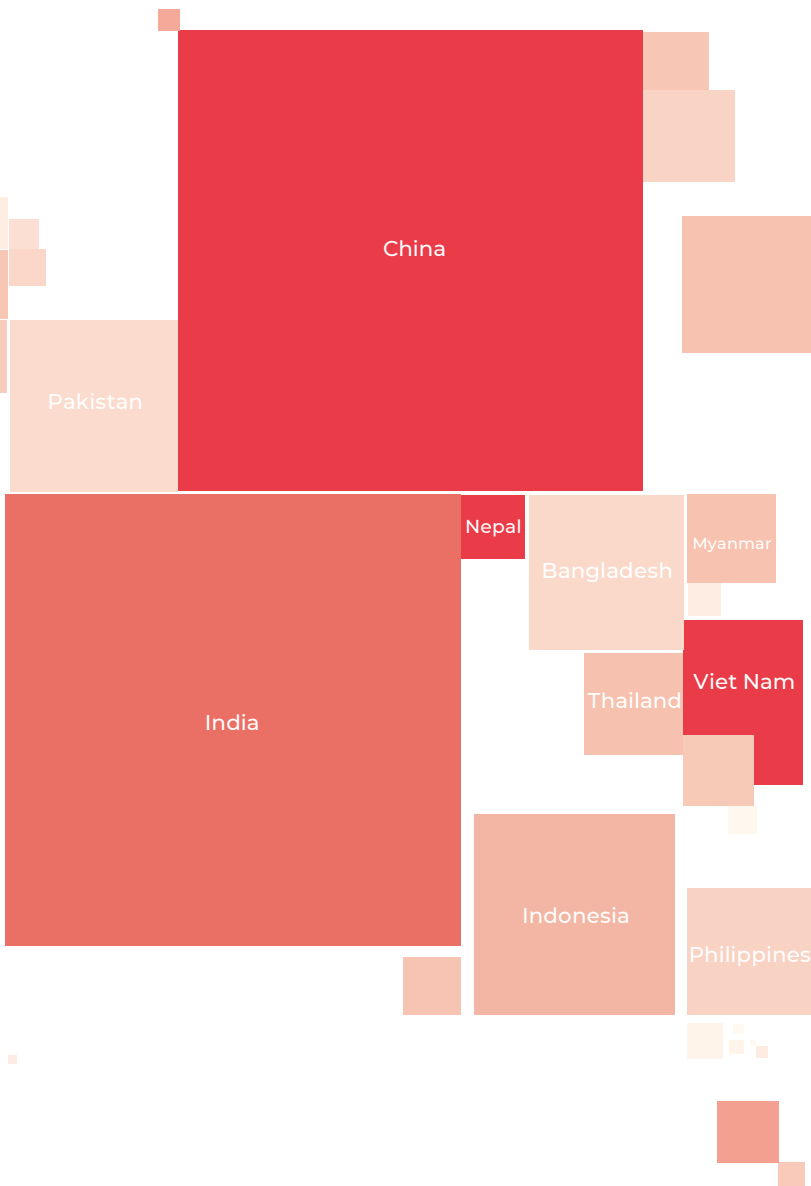 China
Pakistan
Nepal
Myanmar
Bangladesh
Viet Nam
Thailand
India
Indonesia
Philippines